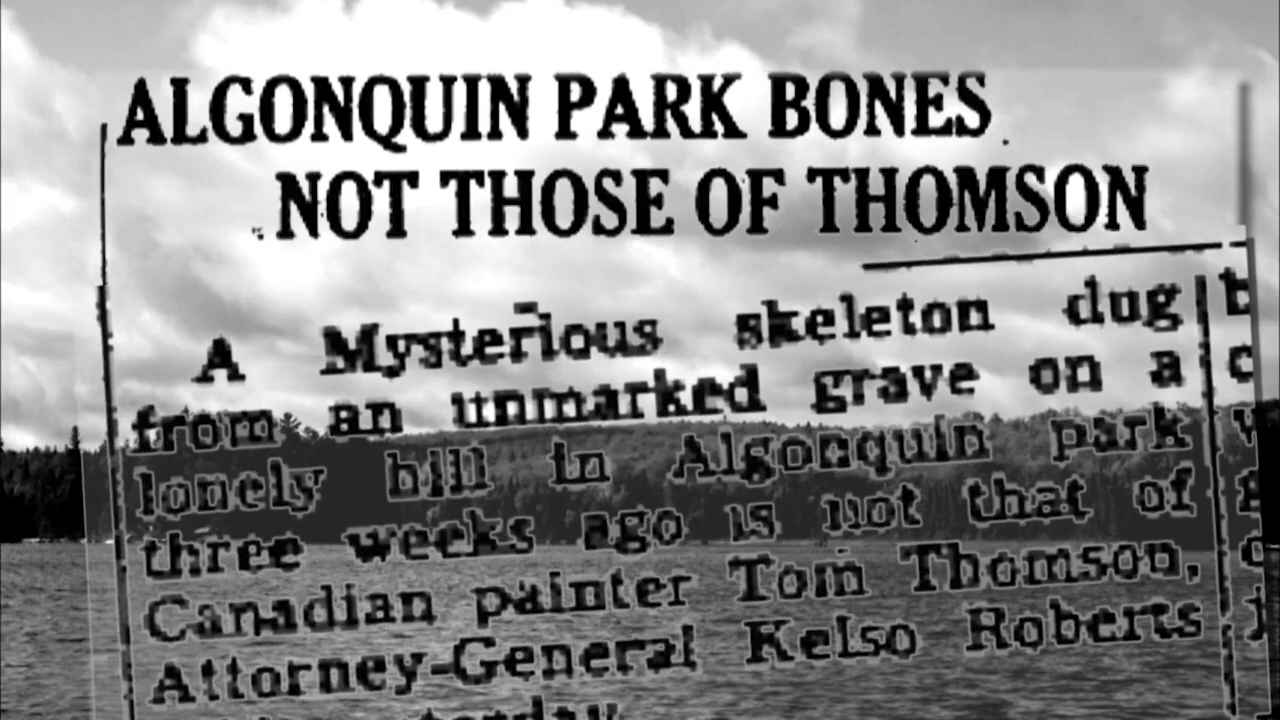 ALGONQUIN PARK BONES
NOT THOSE OF THOMSON
A Mysterious skeleton dug
from an unmarked grave on a
lonely hill in Algonquin park
three weeks ago is not that of
Canadian painter Tom Thomson,
Attorney-General Kelso Roberts